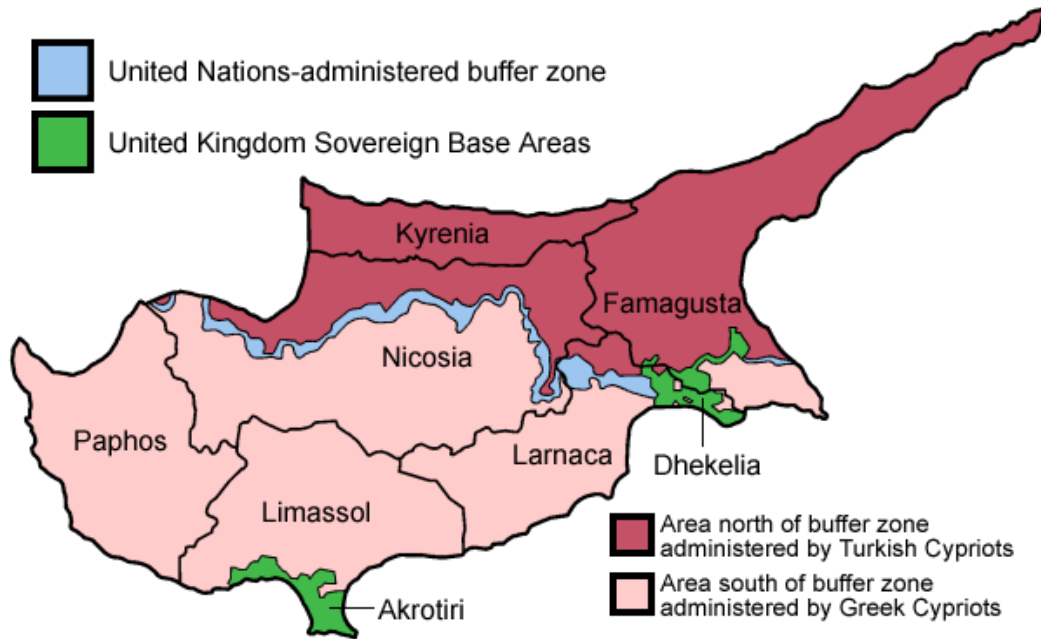 United Nations-administered buffer zone
United Kingdom Sovereign Base Areas
Kyrenia
Famagusta
Nicosia
Paphos
Larnaca
Dhekelia
Limassol
Akrotiri
Area north of buffer zone
administered by Turkish Cypriots
Area south of buffer zone
administered by Greek Cypriots